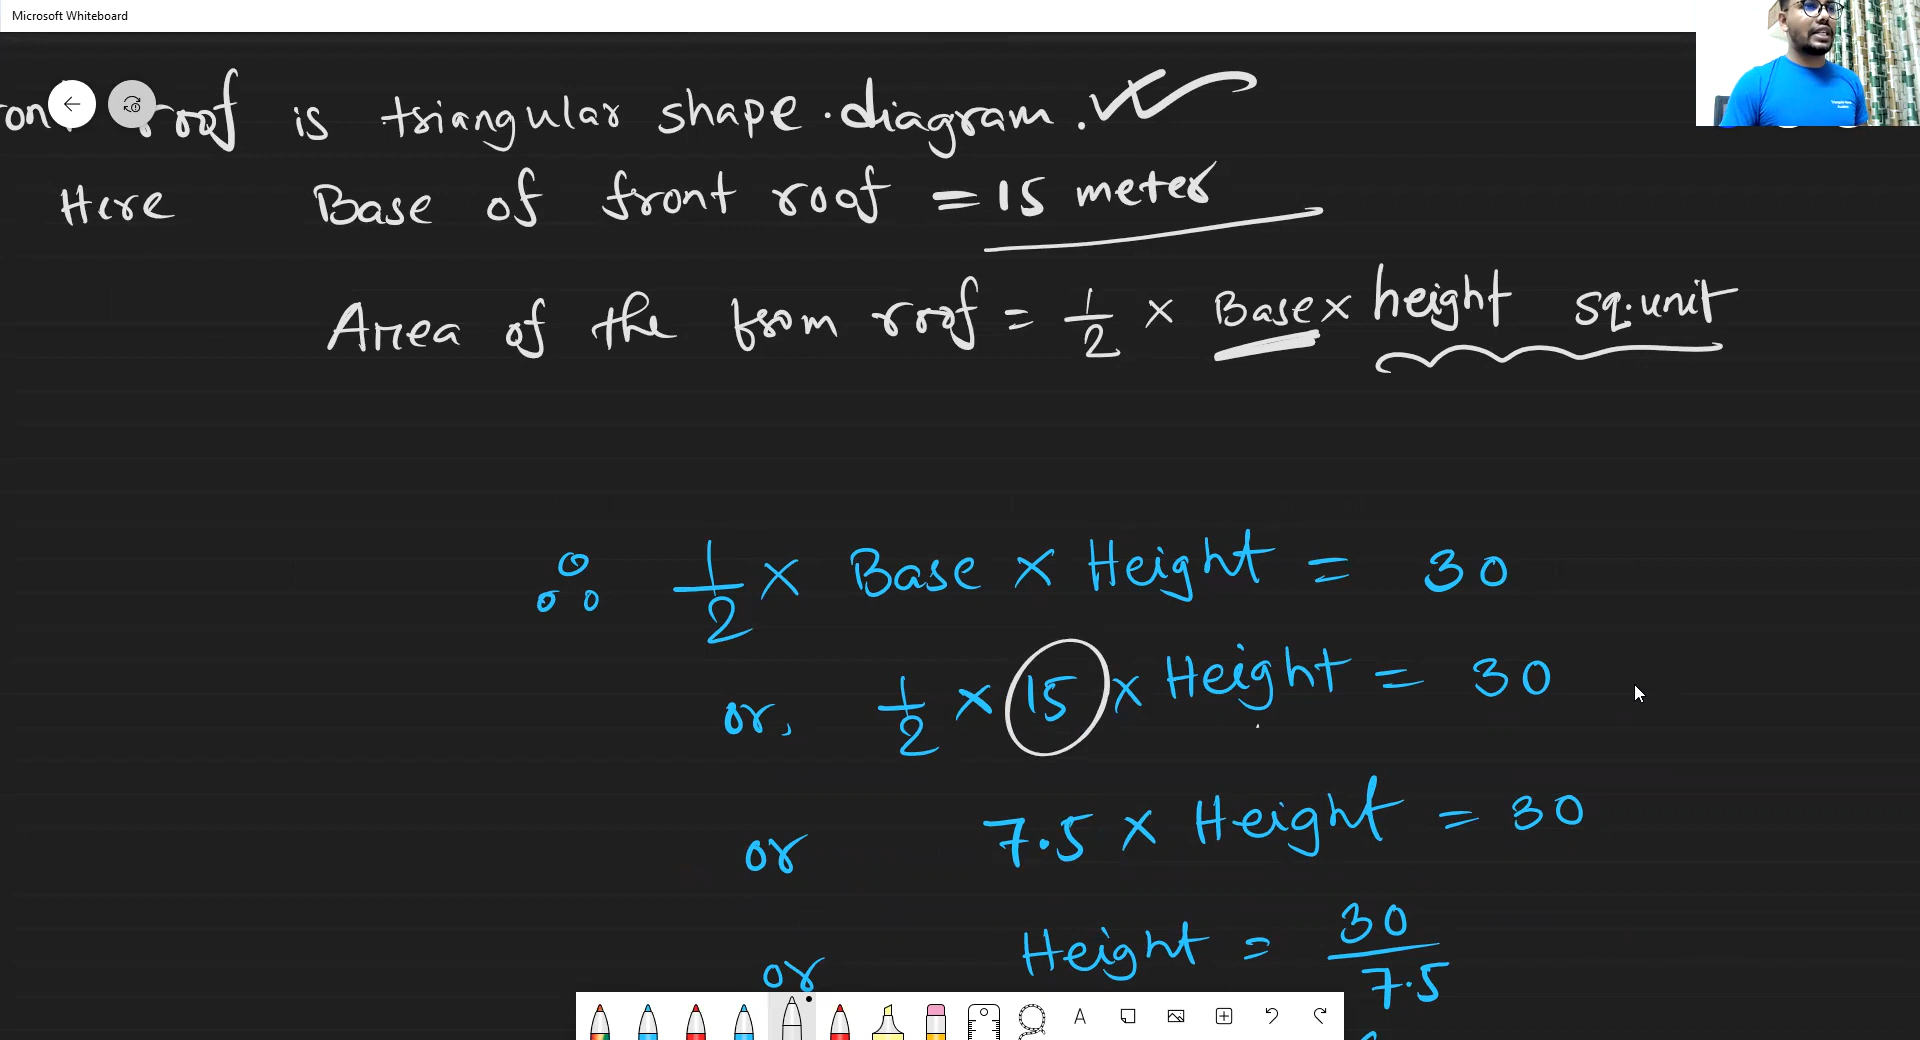 Microsoft Whiteboard
roof is triangular shape. diagram.
Here Base of front roof = 15 meter
Area of the from roof = 1/2 × Base × height sq.unit
∴ 1/2 × Base × Height = 30
or, 1/2 × 15 × Height = 30
or 7.5 × Height = 30
or Height = 30/7.5